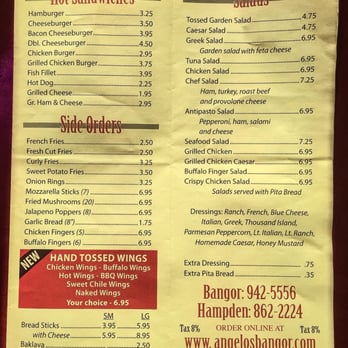 Hot Sandwiches
Hamburger 3.25
Cheeseburger 3.50
Bacon Cheeseburger 3.95
Dbl. Cheeseburger 4.50
Chicken Burger 2.95
Grilled Chicken Burger 3.75
Fish Fillet 3.95
Hot Dog 2.25
Grilled Cheese 1.95
Gr. Ham & Cheese 2.95
Side Orders
French Fries 2.50
Fresh Cut Fries 2.50
Curly Fries 3.25
Sweet Potato Fries 3.50
Onion Rings 3.25
Mozzarella Sticks (7) 6.95
Fried Mushrooms (20) 6.95
Jalapeno Poppers (8) 6.95
Garlic Bread (8") 1.75
Chicken Fingers (5) 6.95
Buffalo Fingers (6) 6.95
NEW
HAND TOSSED WINGS
Chicken Wings - Buffalo Wings
Hot Wings - BBQ Wings
Sweet Chile Wings
Naked Wings
Your choice - 6.95
SM LG
Bread Sticks 3.95 5.95
with Cheese 5.95 8.95
Baklava 2.50
Salads
Tossed Garden Salad 4.75
Caesar Salad 4.75
Greek Salad 6.95
Garden salad with feta cheese
Tuna Salad 6.95
Chicken Salad 6.95
Chef Salad 7.25
Ham, turkey, roast beef
and provolone cheese
Antipasto Salad 6.95
Pepperoni, ham, salami
and cheese
Seafood Salad 7.25
Grilled Chicken 6.95
Grilled Chicken Caesar 6.95
Buffalo Finger Salad 6.95
Crispy Chicken Salad 6.95
Salads served with Pita Bread
Dressings: Ranch, French, Blue Cheese,
Italian, Greek, Thousand Island,
Parmesan Peppercorn, Lt. Italian, Lt. Ranch,
Homemade Caesar, Honey Mustard
Extra Dressing .75
Extra Pita Bread .35
Bangor: 942-5556
Hampden: 862-2224
Tax 8% ORDER ONLINE AT Tax 8%
www.angelosbangor.com